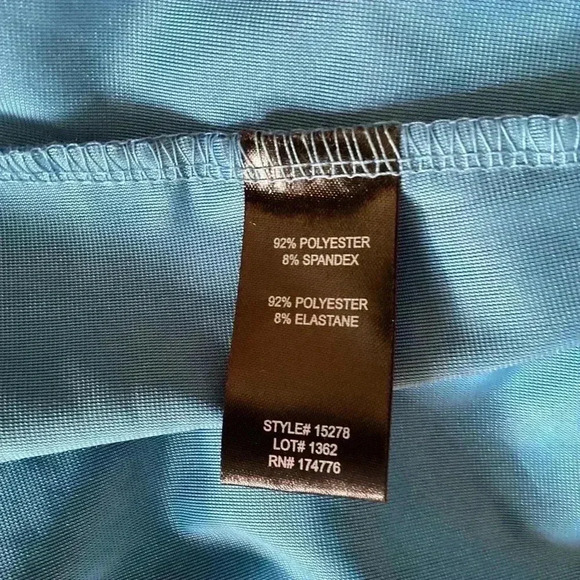 92% POLYESTER
8% SPANDEX
92% POLYESTER
8% ELASTANE
STYLE# 15278
LOT# 1362
RN# 174776